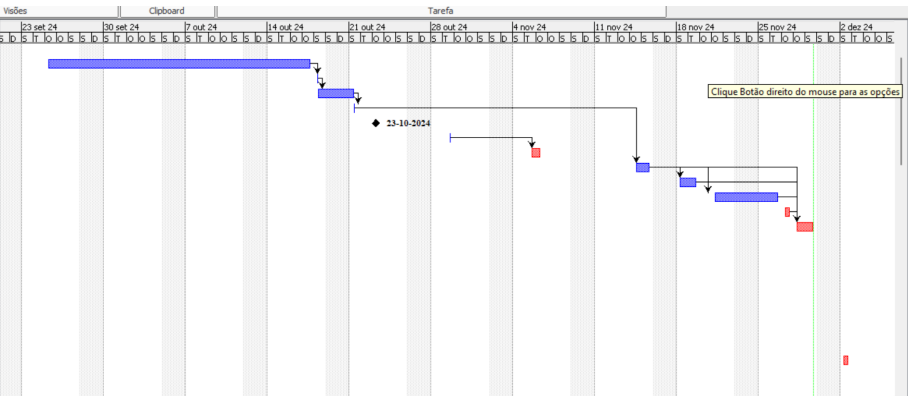 Visões Clipboard Tarefa
23 set 24 30 set 24 7 out 24 14 out 24 21 out 24 28 out 24 4 nov 24 11 nov 24 18 nov 24 25 nov 24 2 dez 24
S D S T O O S S D S T O O S S D S T O O S S D S T O O S S D S T O O S S D S T O O S S D S T O O S S D S T O O S S D S T O O S S D S T O O S S D S T O O S
Clique Botão direito do mouse para as opções
23-10-2024